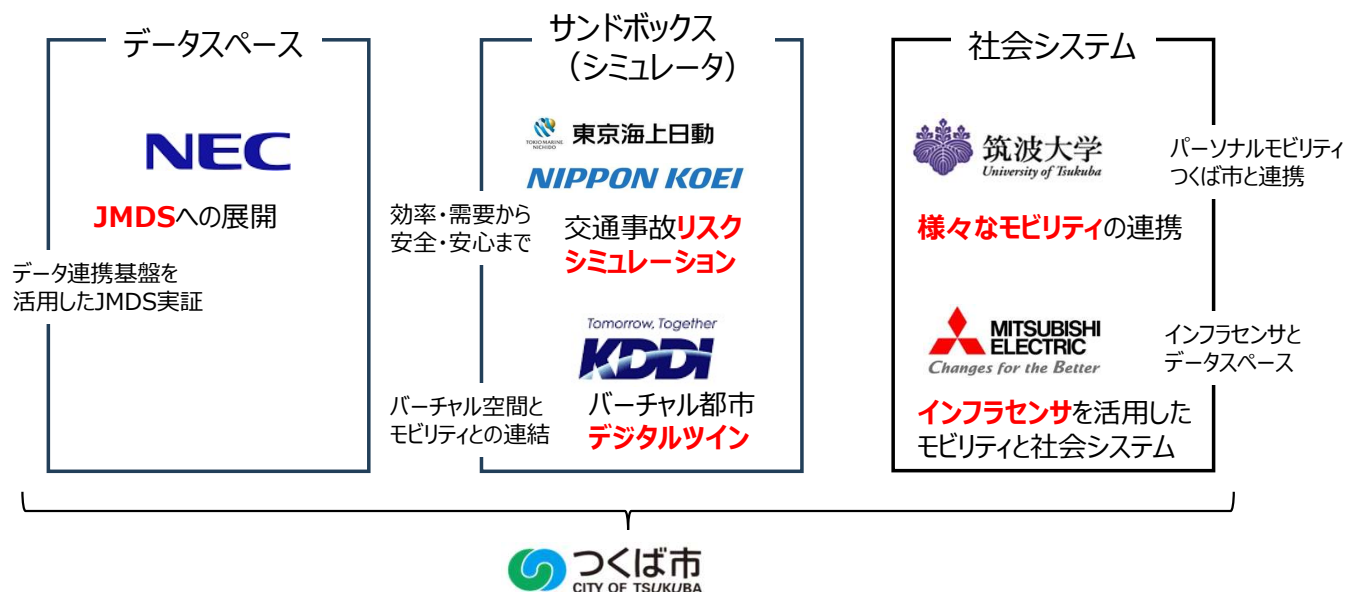 データスペース
NEC
JMDSへの展開
データ連携基盤を
活用したJMDS実証
サンドボックス
（シミュレータ）
TOKIO MARINE
NICHIDO
東京海上日動
NIPPON KOEI
効率・需要から
安全・安心まで
交通事故リスク
シミュレーション
Tomorrow, Together
KDDI
バーチャル空間と
モビリティとの連結
バーチャル都市
デジタルツイン
社会システム
筑波大学
University of Tsukuba
パーソナルモビリティ
つくば市と連携
様々なモビリティの連携
MITSUBISHI
ELECTRIC
Changes for the Better
インフラセンサと
データスペース
インフラセンサを活用した
モビリティと社会システム
つくば市
CITY OF TSUKUBA